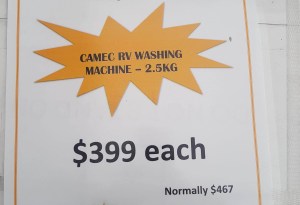 CAMEC RV WASHING
MACHINE – 2.5KG
$399 each
Normally $467